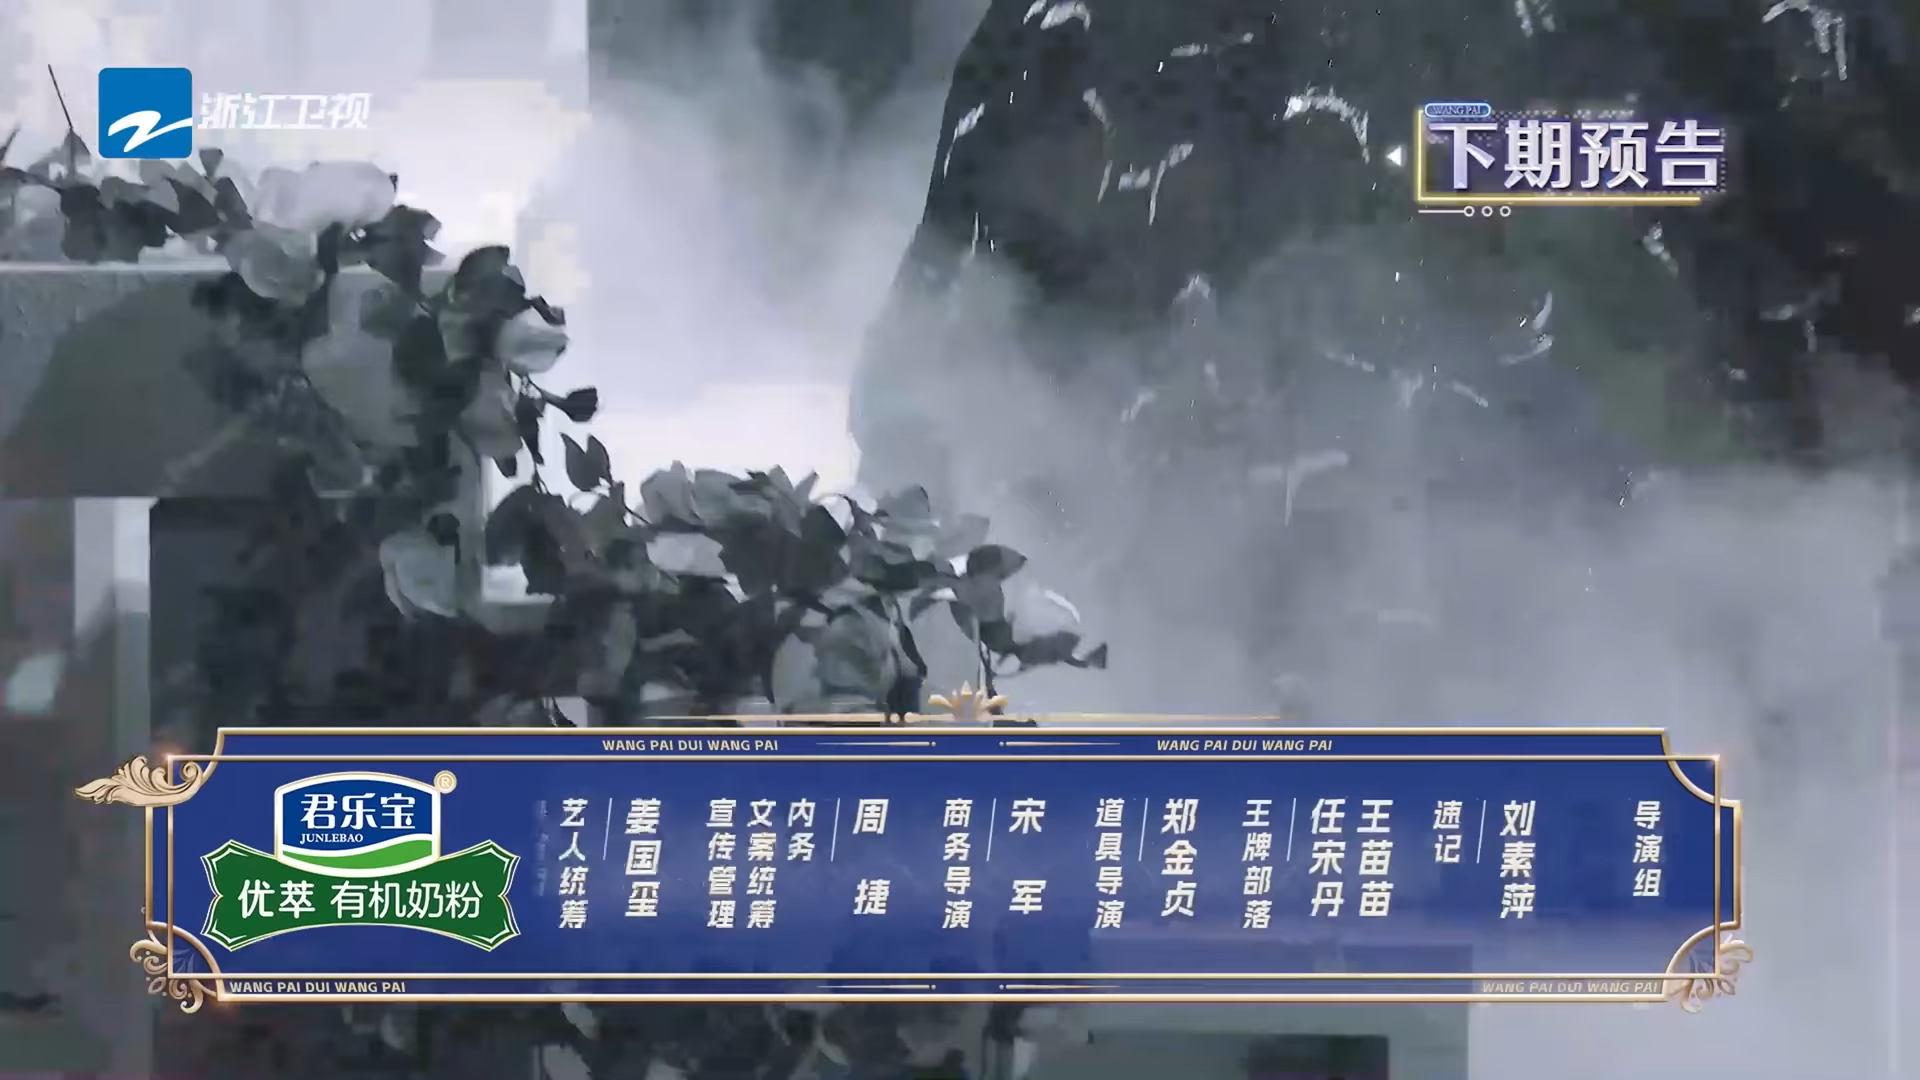 浙江卫视
WANG PAI
下期预告
WANG PAI DUI WANG PAI
WANG PAI DUI WANG PAI
君乐宝
JUNLEBAO
®
优萃 有机奶粉
艺人统筹
姜国玺
宣传管理
文案统筹
内务
周捷
商务导演
宋军
道具导演
郑金贞
王牌部落
任宋丹
王苗苗
速记
刘素萍
导演组
WANG PAI DUI WANG PAI
WANG PAI DUI WANG PAI